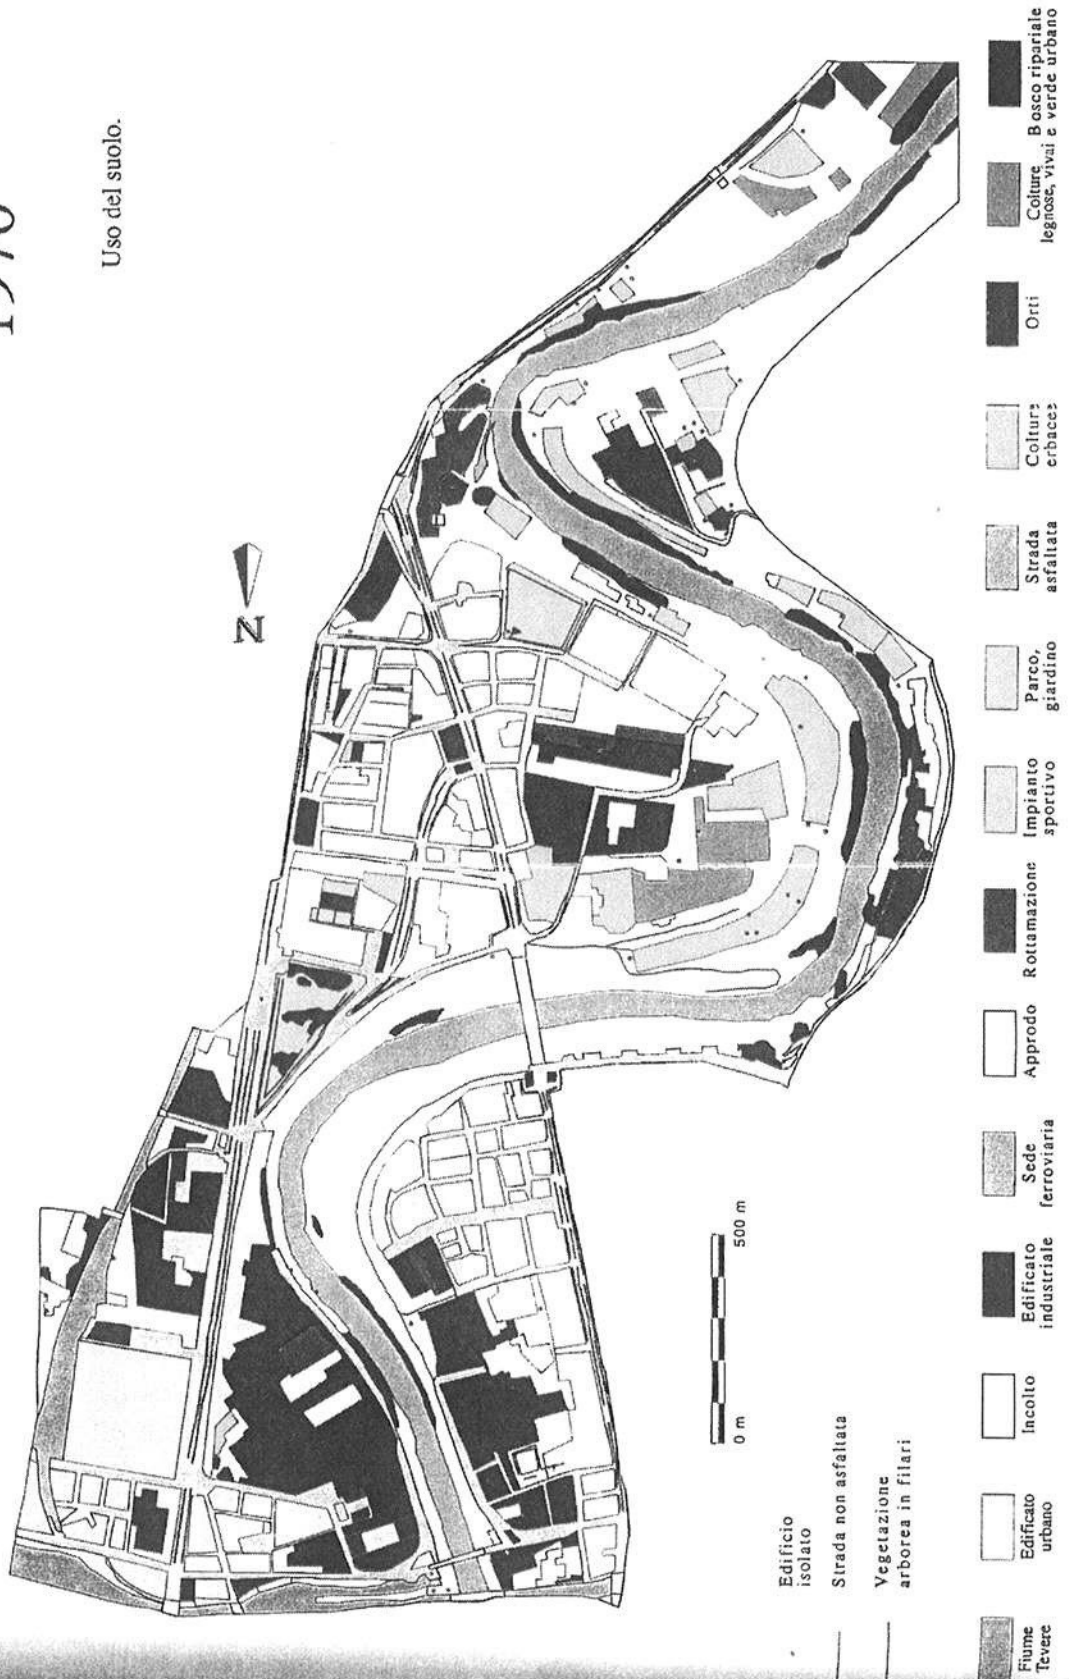 Uso del suolo.
N
0 m
500 m
Edificio
isolato
Strada non asfaltata
Vegetazione
arborea in filari
Fiume
Tevere
Edificato
urbano
Incolto
Edificato
industriale
Sede
ferroviaria
Approdo
Rottamazione
Impianto
sportivo
Parco,
giardino
Strada
asfaltata
Colture
erbacee
Orti
Colture
legnose, vivai
Bosco ripariale
e verde urbano